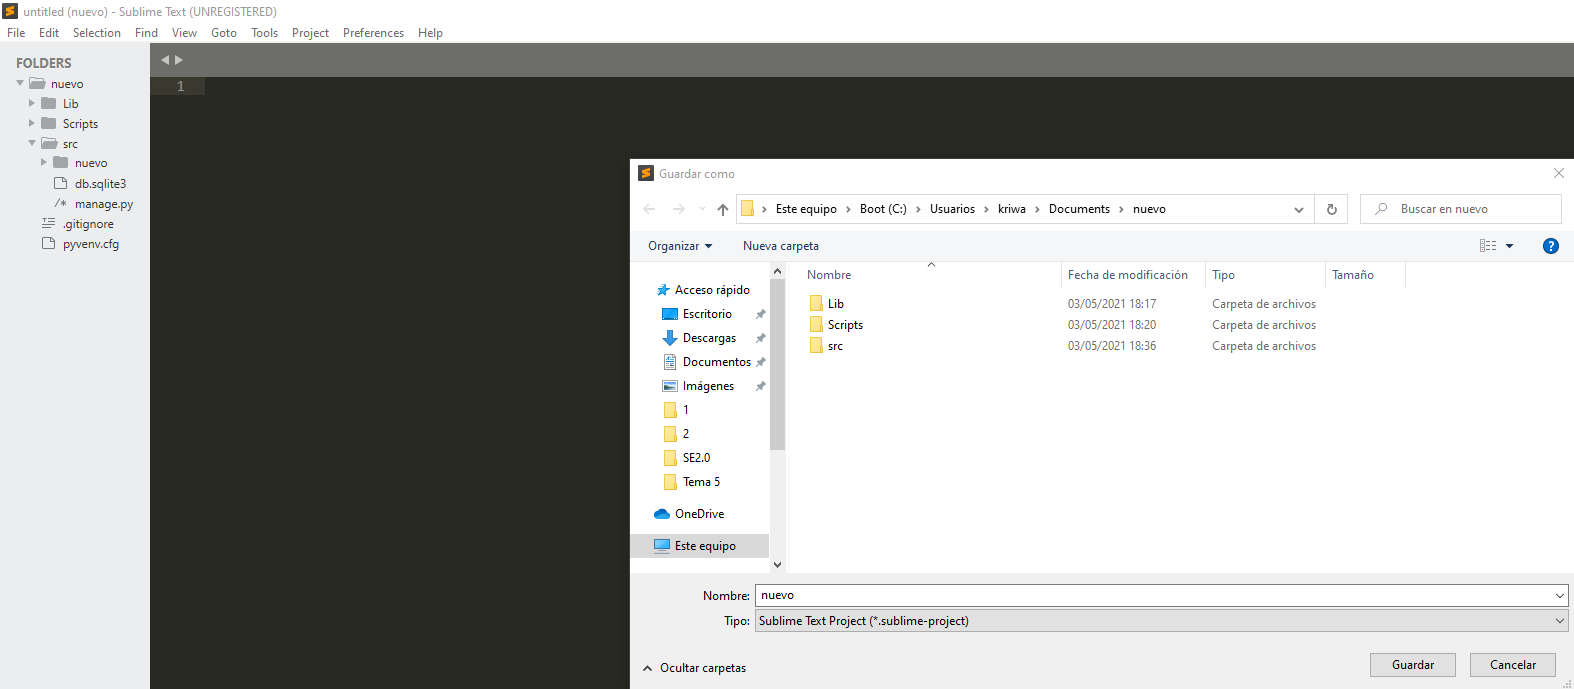 untitled (nuevo) - Sublime Text (UNREGISTERED)
File Edit Selection Find View Goto Tools Project Preferences Help
FOLDERS
nuevo
Lib
Scripts
src
nuevo
db.sqlite3
/* manage.py
.gitignore
pyvenv.cfg
1
Guardar como
Este equipo > Boot (C:) > Usuarios > kriwa > Documents > nuevo
Buscar en nuevo
Organizar Nueva carpeta
?
Acceso rápido
Escritorio
Descargas
Documentos
Imágenes
1
2
SE2.0
Tema 5
OneDrive
Este equipo
Nombre Fecha de modificación Tipo Tamaño
Lib 03/05/2021 18:17 Carpeta de archivos
Scripts 03/05/2021 18:20 Carpeta de archivos
src 03/05/2021 18:36 Carpeta de archivos
Nombre: nuevo
Tipo: Sublime Text Project (*.sublime-project)
Ocultar carpetas
Guardar Cancelar